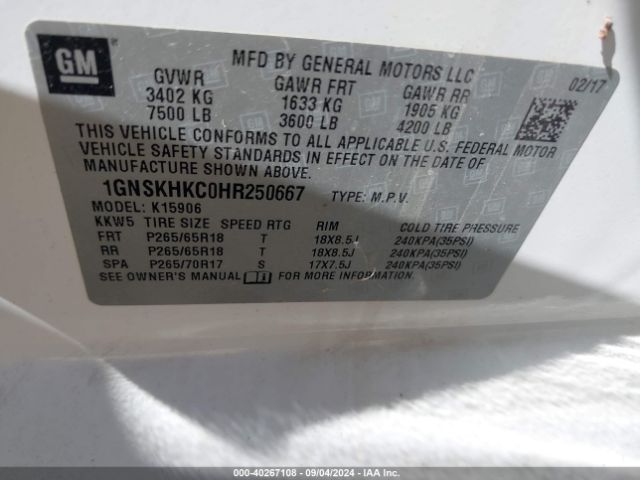 GM
MFD BY GENERAL MOTORS LLC
02/17
GVWR GAWR FRT GAWR RR
3402 KG 1633 KG 1905 KG
7500 LB 3600 LB 4200 LB
THIS VEHICLE CONFORMS TO ALL APPLICABLE U.S. FEDERAL MOTOR
VEHICLE SAFETY STANDARDS IN EFFECT ON THE DATE OF
MANUFACTURE SHOWN ABOVE.
1GNSKHKC0HR250667 TYPE: M.P.V.
MODEL: K15906
KKW5 TIRE SIZE SPEED RTG RIM COLD TIRE PRESSURE
FRT P265/65R18 T 18X8.5J 240KPA(35PSI)
RR P265/65R18 T 18X8.5J 240KPA(35PSI)
SPA P265/70R17 S 17X7.5J 240KPA(35PSI)
SEE OWNER'S MANUAL FOR MORE INFORMATION.
000-40267108 - 09/04/2024 - IAA Inc.